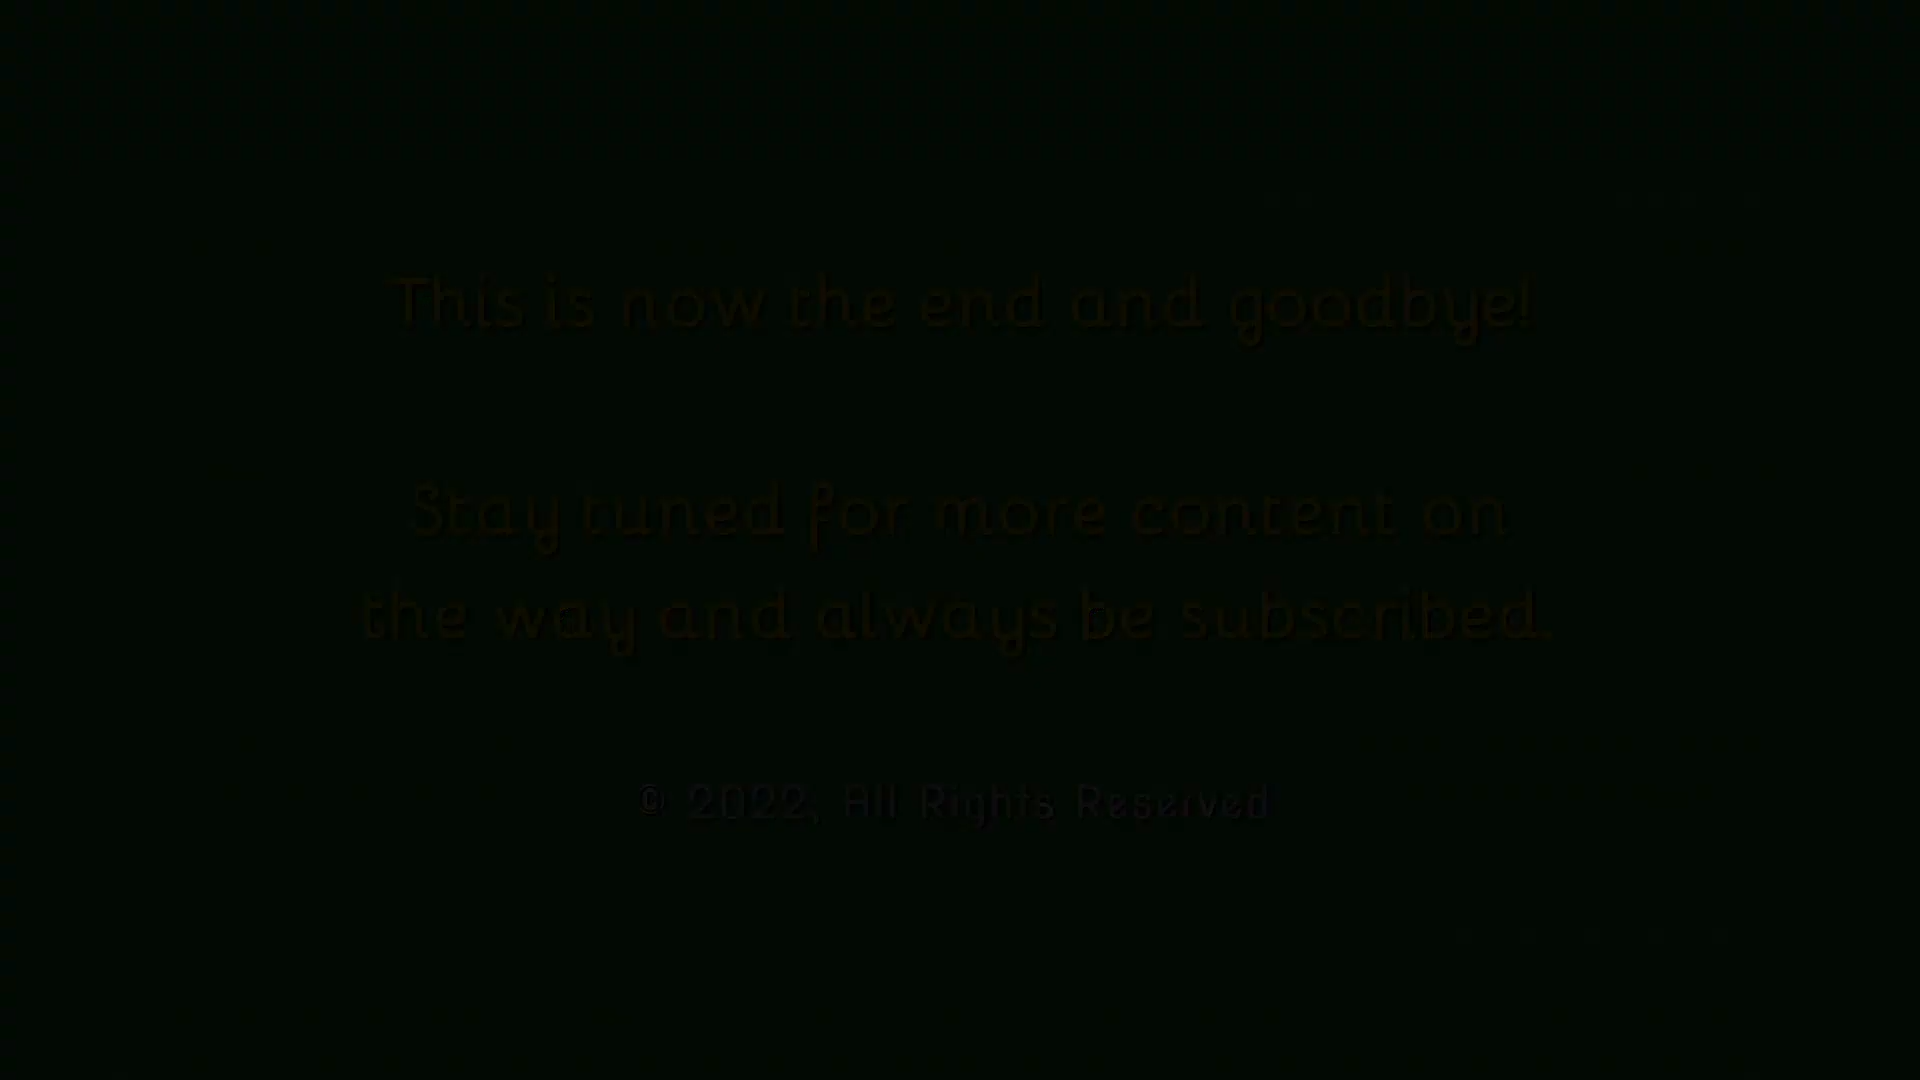 This is now the end and goodbye!
Stay tuned for more content on
the way and always be subscribed.
© 2022, All Rights Reserved